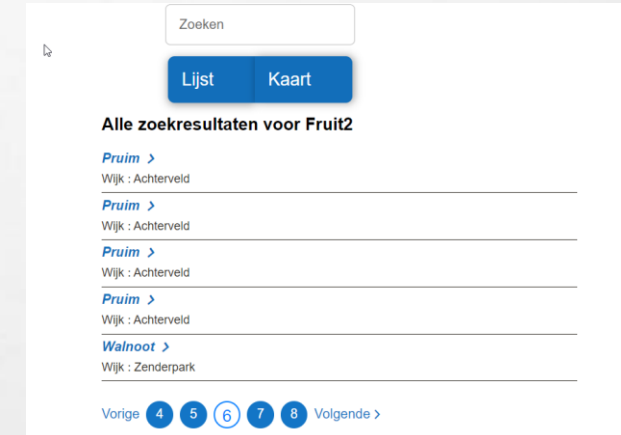 Zoeken
Lijst Kaart
Alle zoekresultaten voor Fruit2
Pruim >
Wijk : Achterveld
Pruim >
Wijk : Achterveld
Pruim >
Wijk : Achterveld
Pruim >
Wijk : Achterveld
Walnoot >
Wijk : Zenderpark
Vorige 4 5 6 7 8 Volgende >